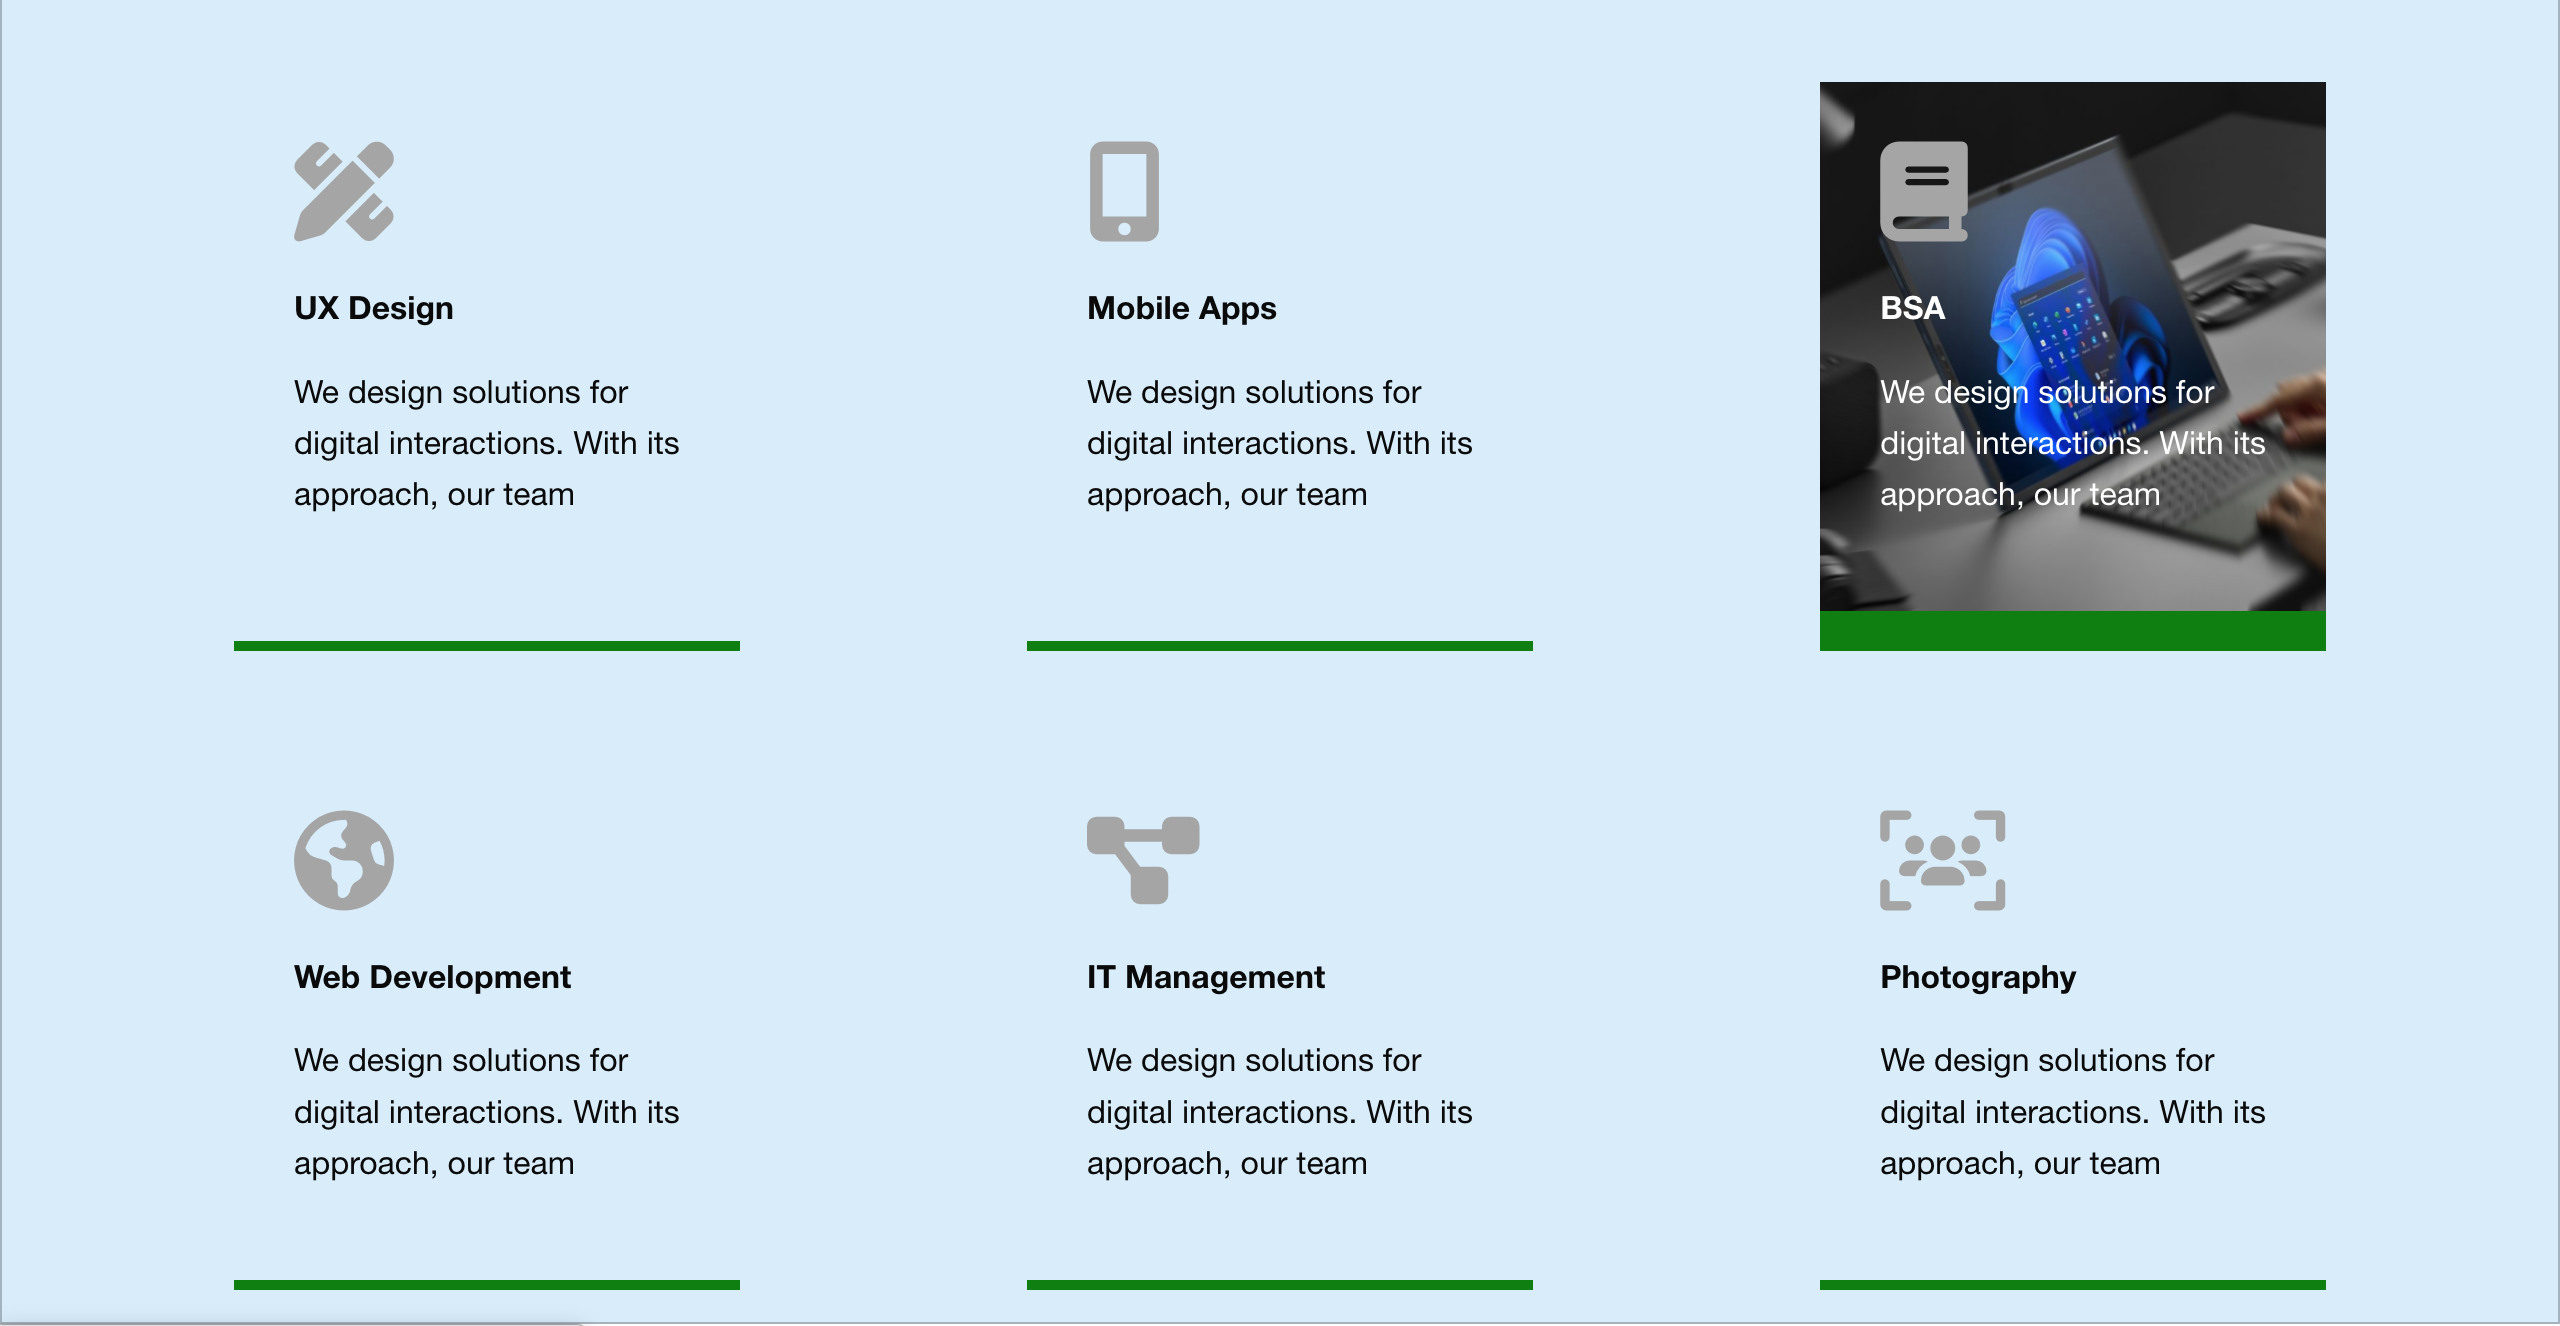 UX Design
We design solutions for
digital interactions. With its
approach, our team
Mobile Apps
We design solutions for
digital interactions. With its
approach, our team
BSA
We design solutions for
digital interactions. With its
approach, our team
Web Development
We design solutions for
digital interactions. With its
approach, our team
IT Management
We design solutions for
digital interactions. With its
approach, our team
Photography
We design solutions for
digital interactions. With its
approach, our team